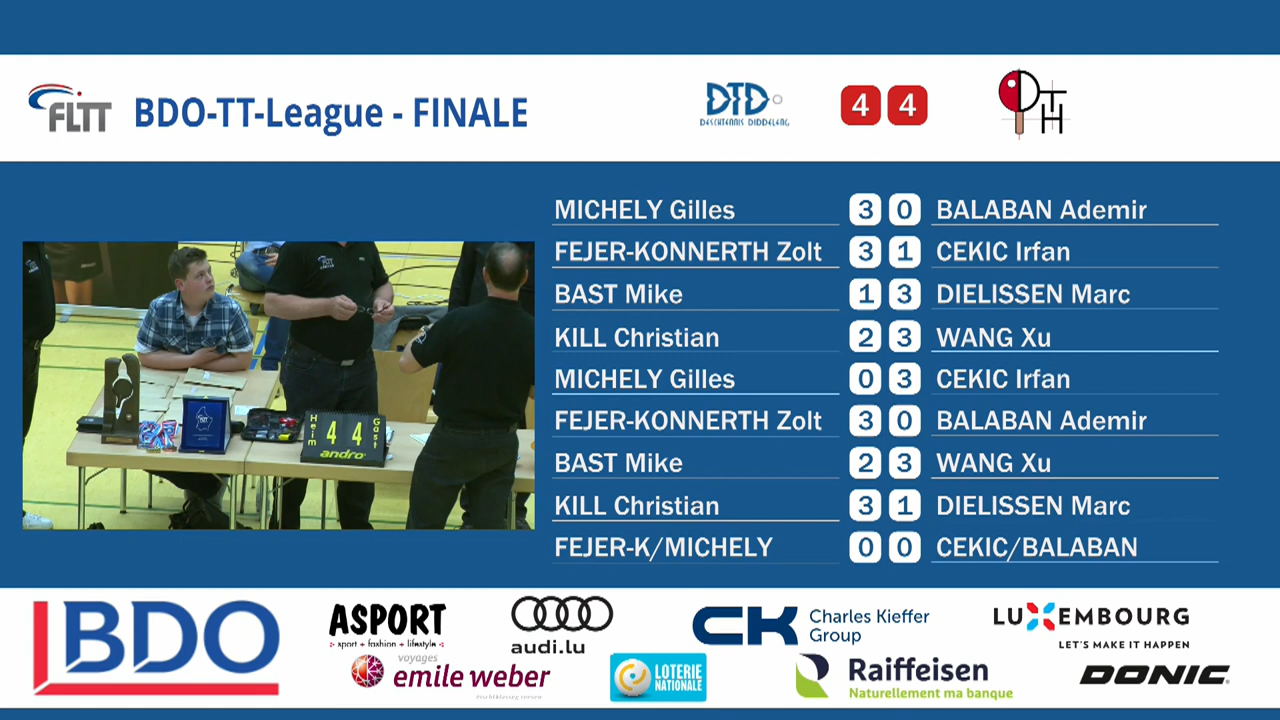 FLTT
BDO-TT-League - FINALE
DTD
DESCHTENNIS DIDDELENG
4 4
DTH
MICHELY Gilles 3 0 BALABAN Ademir
FEJER-KONNERTH Zolt 3 1 CEKIC Irfan
BAST Mike 1 3 DIELISSEN Marc
KILL Christian 2 3 WANG Xu
MICHELY Gilles 0 3 CEKIC Irfan
FEJER-KONNERTH Zolt 3 0 BALABAN Ademir
BAST Mike 2 3 WANG Xu
KILL Christian 3 1 DIELISSEN Marc
FEJER-K/MICHELY 0 0 CEKIC/BALABAN
Heim 4 4 Gast
andro
BDO
ASPORT
sport + fashion + lifestyle
voyages
emile weber
audi.lu
LOTERIE
NATIONALE
CK Charles Kieffer
Group
Raiffeisen
Naturellement ma banque
LUXEMBOURG
LET'S MAKE IT HAPPEN
DONIC